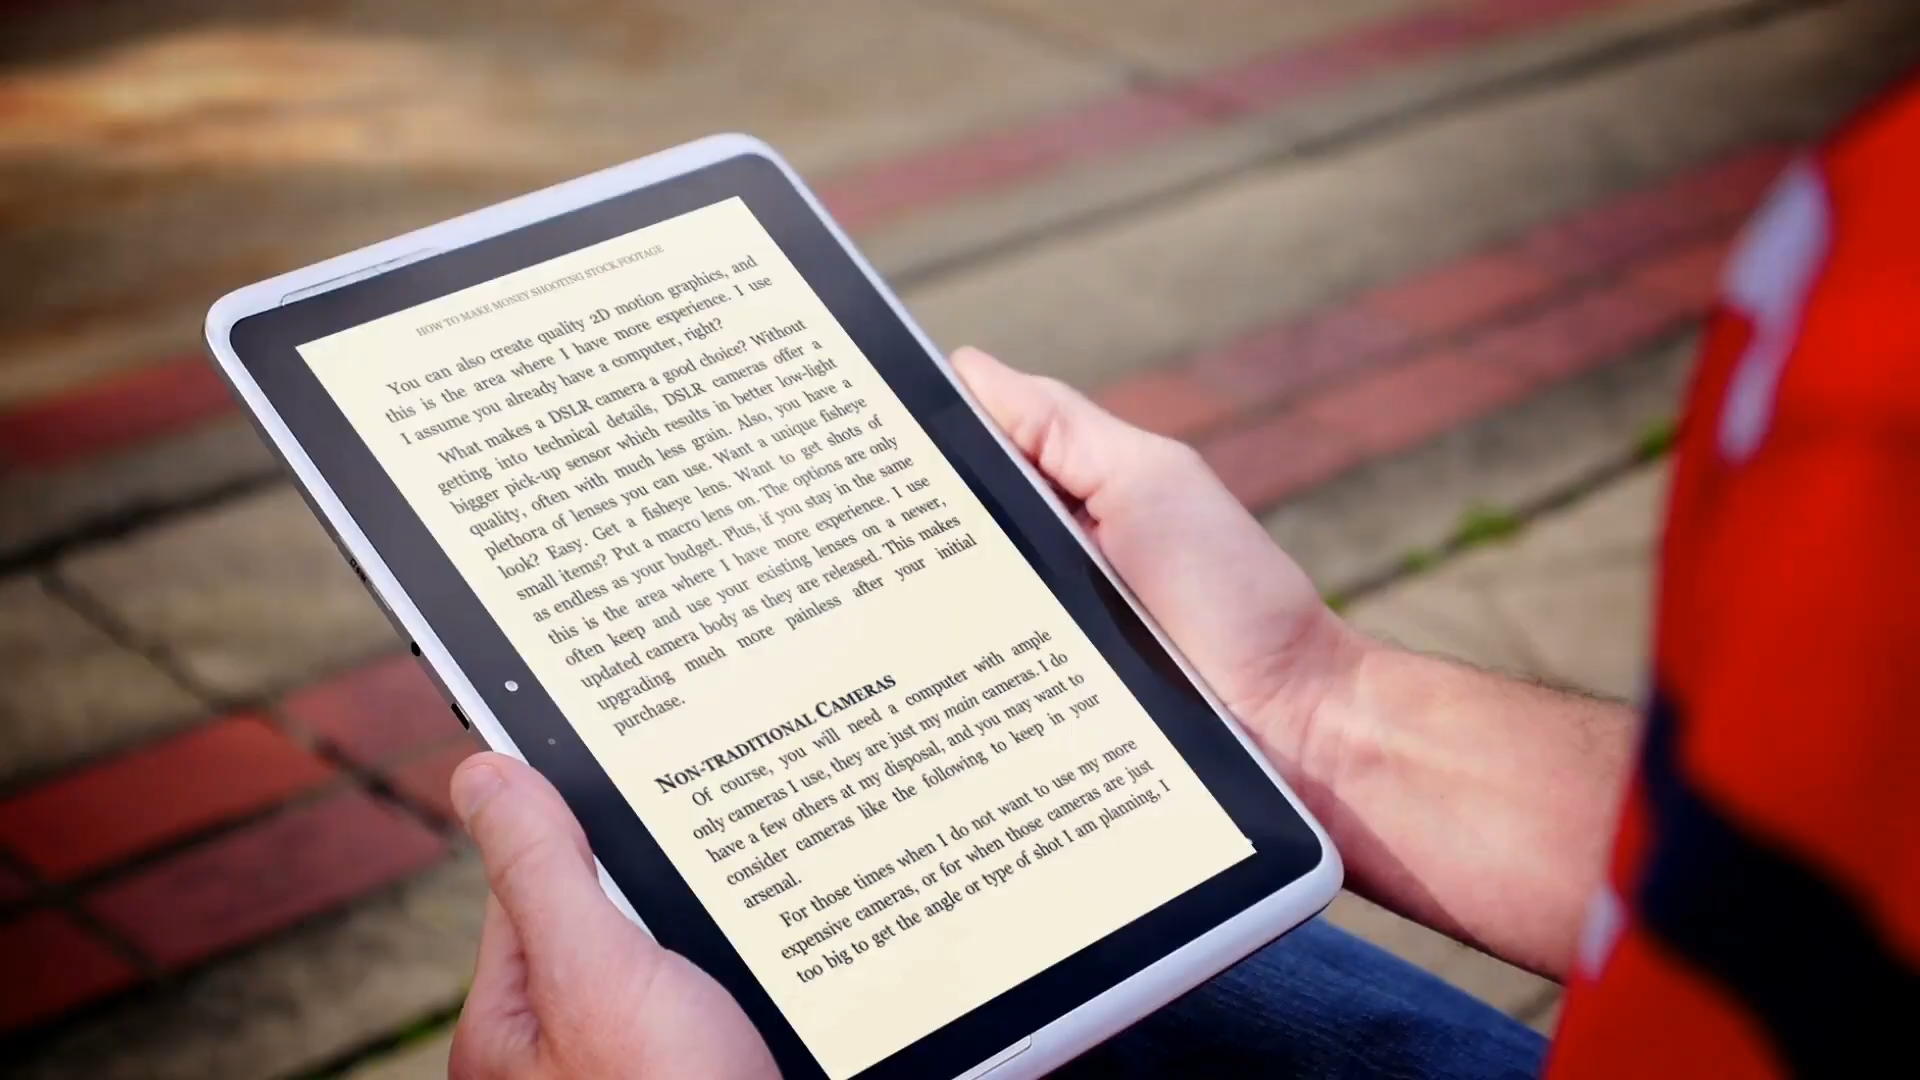 HOW TO MAKE MONEY SHOOTING STOCK FOOTAGE
You can also create quality 2D motion graphics, and
this is the area where I have more experience. I use
I assume you already have a computer, right?
What makes a DSLR camera a good choice? Without
getting into technical details, DSLR cameras offer a
bigger pick-up sensor which results in better low-light
quality, often with much less grain. Also, you have a
plethora of lenses you can use. Want a unique fisheye
look? Easy. Get a fisheye lens. Want to get shots of
small items? Put a macro lens on. The options are only
as endless as your budget. Plus, if you stay in the same
this is the area where I have more experience. I use
often keep and use your existing lenses on a newer,
updated camera body as they are released. This makes
upgrading much more painless after your initial
purchase.
NON-TRADITIONAL CAMERAS
Of course, you will need a computer with ample
only cameras I use, they are just my main cameras. I do
have a few others at my disposal, and you may want to
consider cameras like the following to keep in your
arsenal.
For those times when I do not want to use my more
expensive cameras, or for when those cameras are just
too big to get the angle or type of shot I am planning, I